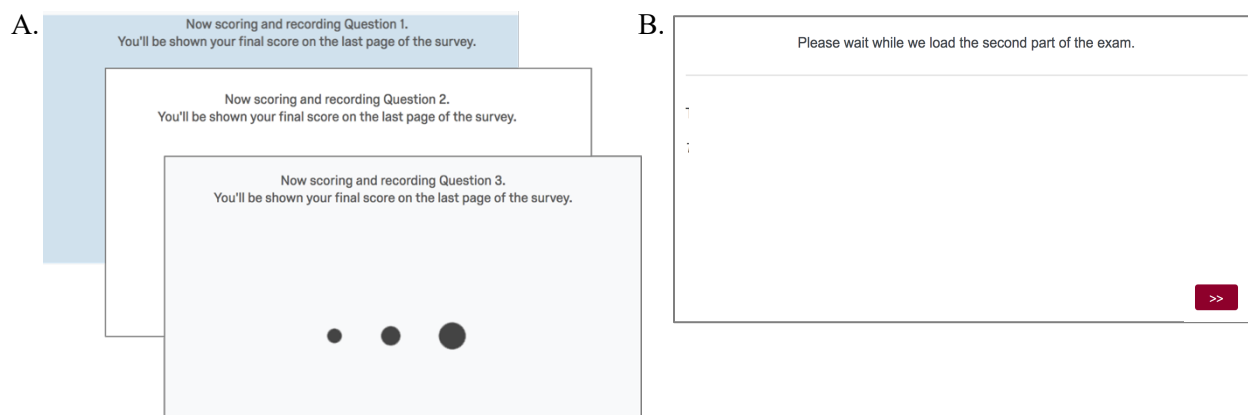 A.
Now scoring and recording Question 1.
You'll be shown your final score on the last page of the survey.
Now scoring and recording Question 2.
You'll be shown your final score on the last page of the survey.
Now scoring and recording Question 3.
You'll be shown your final score on the last page of the survey.
B.
Please wait while we load the second part of the exam.
>>